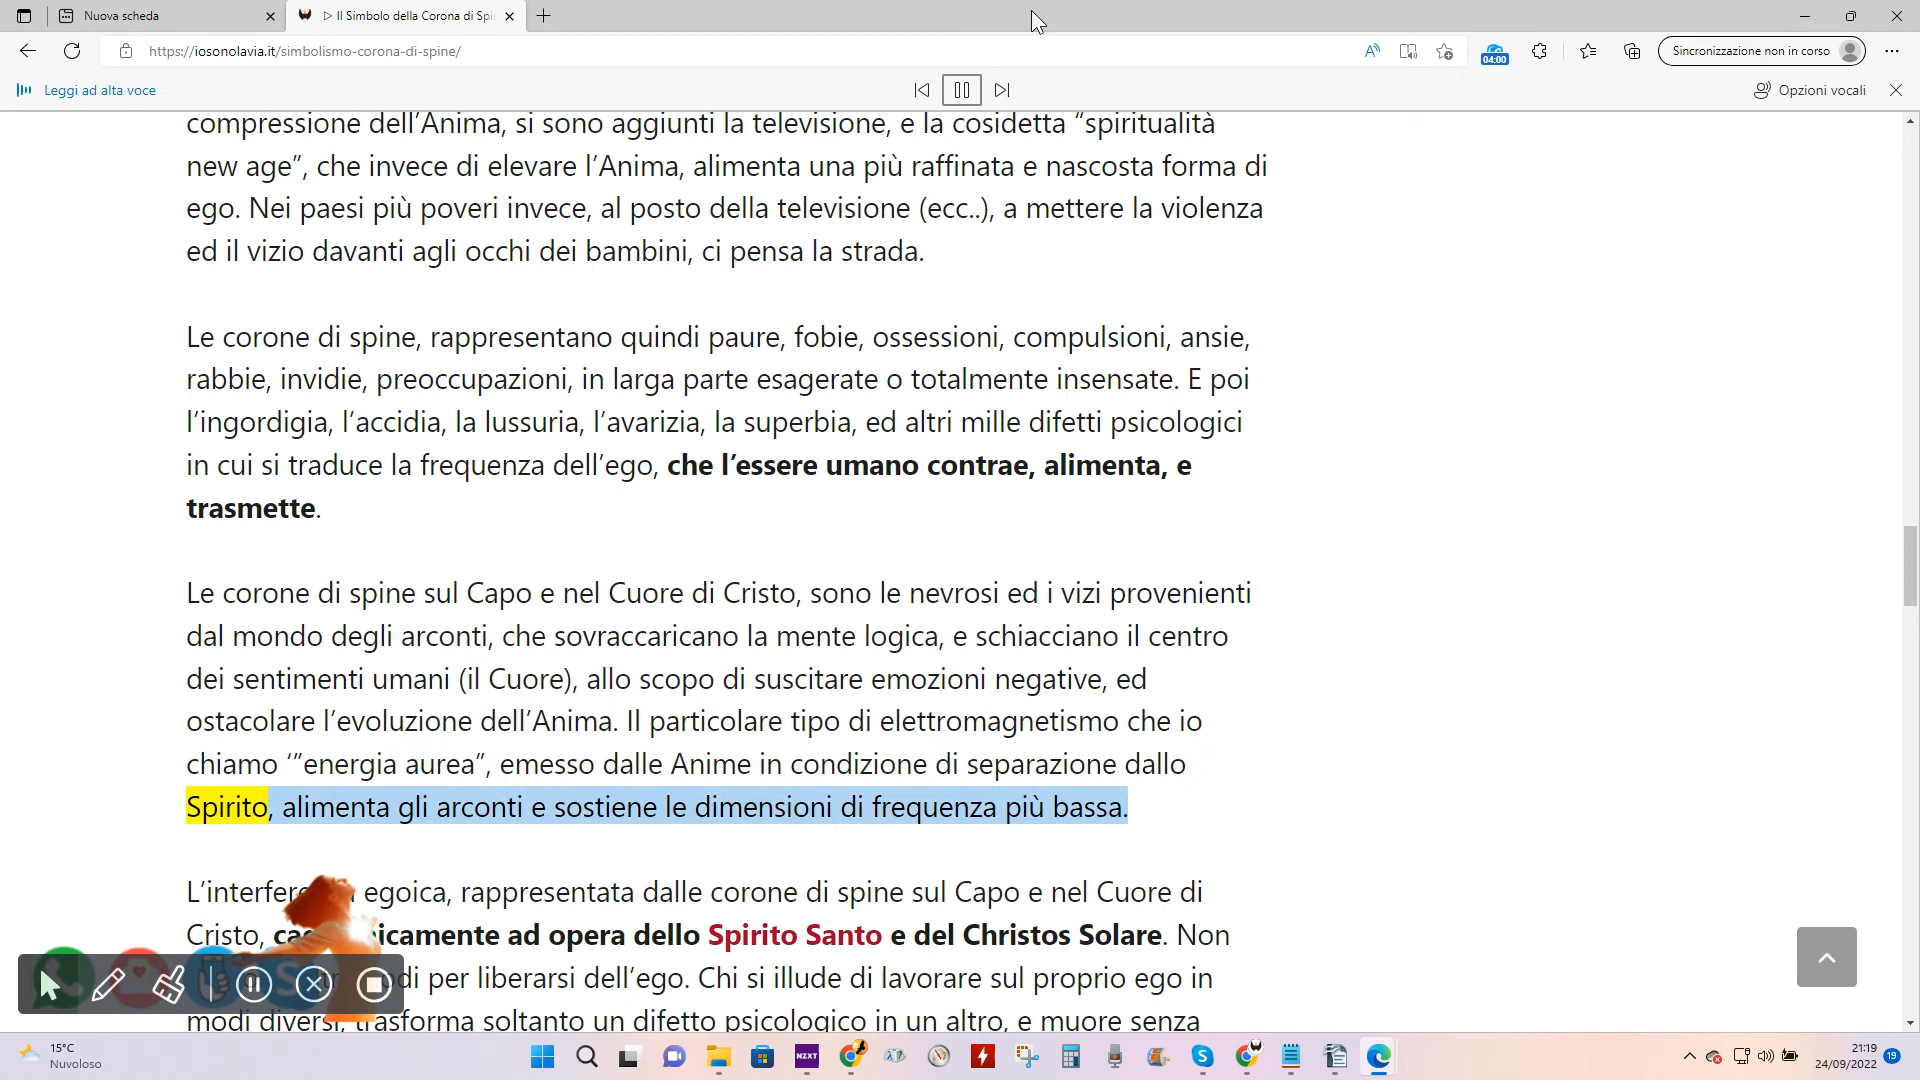 Nuova scheda
Il Simbolo della Corona di Spi
https://iosonolavia.it/simbolismo-corona-di-spine/
04:00
Sincronizzazione non in corso
Leggi ad alta voce
Opzioni vocali
compressione dell'Anima, si sono aggiunti la televisione, e la cosidetta “spiritualità
new age”, che invece di elevare l'Anima, alimenta una più raffinata e nascosta forma di
ego. Nei paesi più poveri invece, al posto della televisione (ecc..), a mettere la violenza
ed il vizio davanti agli occhi dei bambini, ci pensa la strada.
Le corone di spine, rappresentano quindi paure, fobie, ossessioni, compulsioni, ansie,
rabbie, invidie, preoccupazioni, in larga parte esagerate o totalmente insensate. E poi
l'ingordigia, l'accidia, la lussuria, l'avarizia, la superbia, ed altri mille difetti psicologici
in cui si traduce la frequenza dell'ego, che l'essere umano contrae, alimenta, e
trasmette.
Le corone di spine sul Capo e nel Cuore di Cristo, sono le nevrosi ed i vizi provenienti
dal mondo degli arconti, che sovraccaricano la mente logica, e schiacciano il centro
dei sentimenti umani (il Cuore), allo scopo di suscitare emozioni negative, ed
ostacolare l'evoluzione dell'Anima. Il particolare tipo di elettromagnetismo che io
chiamo ‘”energia aurea”, emesso dalle Anime in condizione di separazione dallo
Spirito, alimenta gli arconti e sostiene le dimensioni di frequenza più bassa.
egoica, rappresentata dalle corone di spine sul Capo e nel Cuore di
Cristo, ad opera dello Spirito Santo e del Christos Solare. Non
per liberarsi dell'ego. Chi si illude di lavorare sul proprio ego in
modi diversi, trasforma soltanto un difetto psicologico in un altro, e muore senza
15°C
Nuvoloso
NZXT
21:19
24/09/2022
19